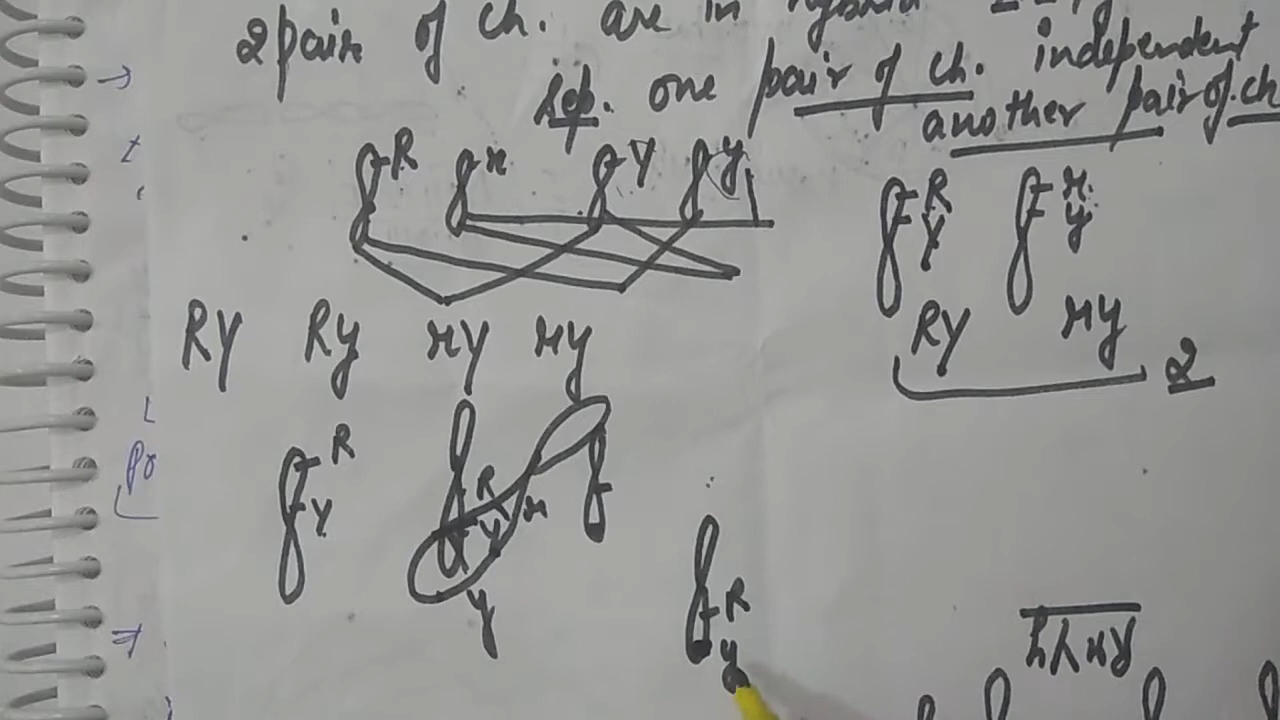 2 pair of ch. are in
sep. one pair of ch. independent
another pair of ch
R r Y y
R
Y
r
y
RY ry
2
RY Ry rY ry
R
Y
R
Y r
y
R
y